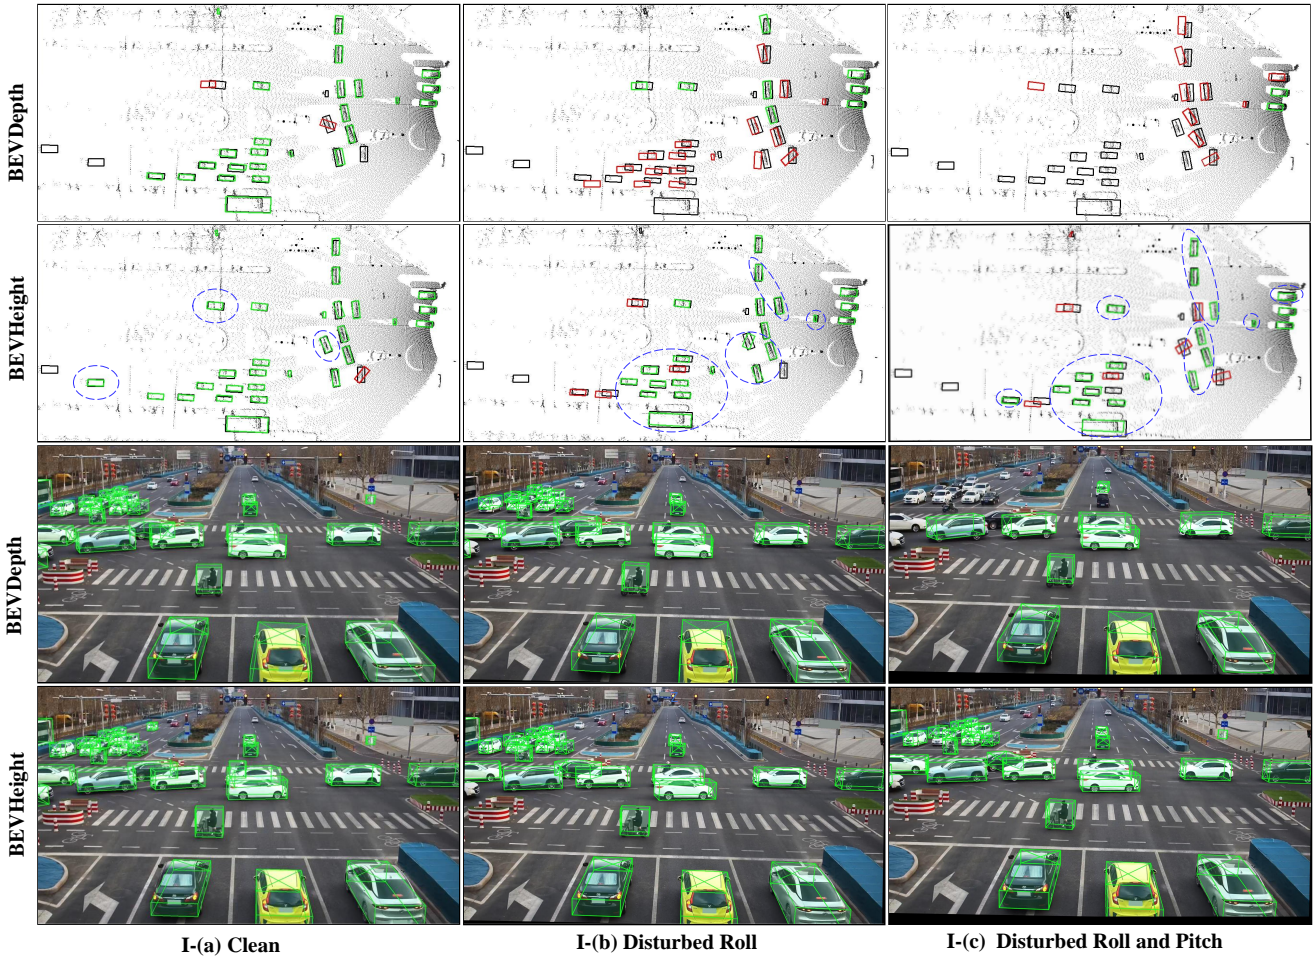 BEVDepth
BEVHeight
BEVDepth
BEVHeight
I-(a) Clean
I-(b) Disturbed Roll
I-(c) Disturbed Roll and Pitch